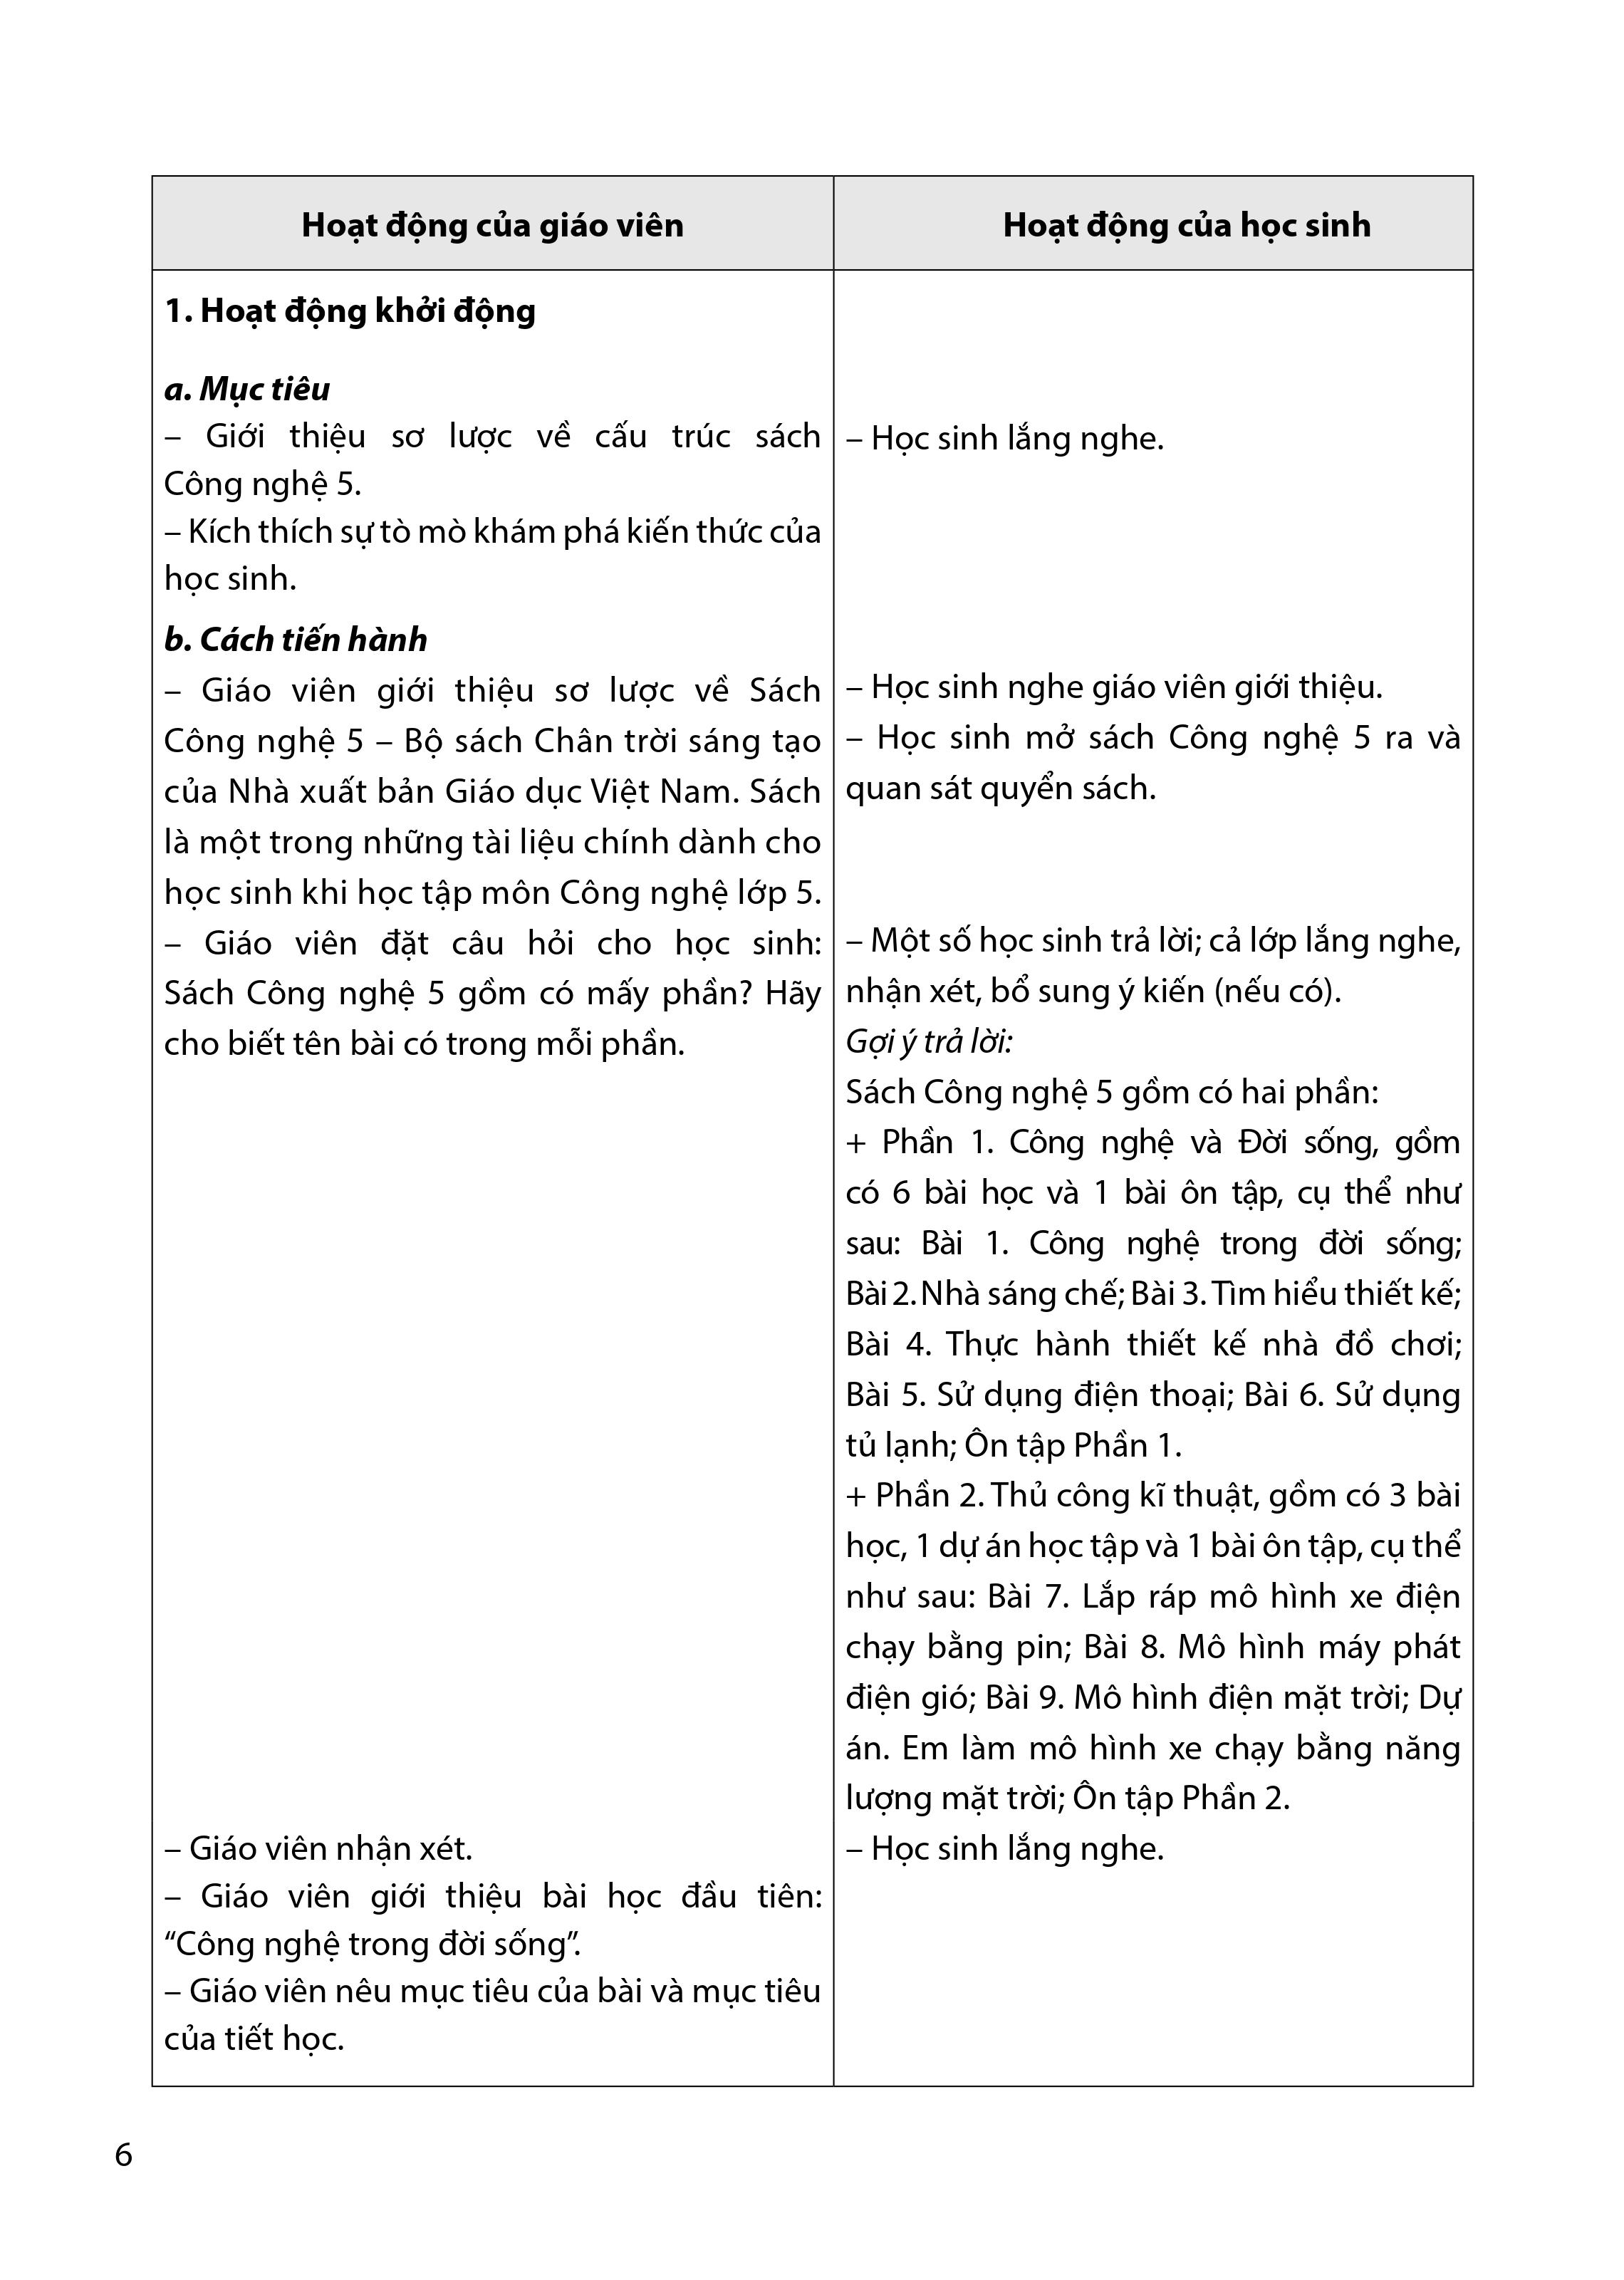 Hoạt động của giáo viên
Hoạt động của học sinh
1. Hoạt động khởi động
a. Mục tiêu
– Giới thiệu sơ lược về cấu trúc sách
Công nghệ 5.
– Kích thích sự tò mò khám phá kiến thức của
học sinh.
b. Cách tiến hành
– Giáo viên giới thiệu sơ lược về Sách
Công nghệ 5 – Bộ sách Chân trời sáng tạo
của Nhà xuất bản Giáo dục Việt Nam. Sách
là một trong những tài liệu chính dành cho
học sinh khi học tập môn Công nghệ lớp 5.
– Giáo viên đặt câu hỏi cho học sinh:
Sách Công nghệ 5 gồm có mấy phần? Hãy
cho biết tên bài có trong mỗi phần.
– Giáo viên nhận xét.
– Giáo viên giới thiệu bài học đầu tiên:
“Công nghệ trong đời sống”.
– Giáo viên nêu mục tiêu của bài và mục tiêu
của tiết học.
– Học sinh lắng nghe.
– Học sinh nghe giáo viên giới thiệu.
– Học sinh mở sách Công nghệ 5 ra và
quan sát quyển sách.
– Một số học sinh trả lời; cả lớp lắng nghe,
nhận xét, bổ sung ý kiến (nếu có).
Gợi ý trả lời:
Sách Công nghệ 5 gồm có hai phần:
+ Phần 1. Công nghệ và Đời sống, gồm
có 6 bài học và 1 bài ôn tập, cụ thể như
sau: Bài 1. Công nghệ trong đời sống;
Bài 2. Nhà sáng chế; Bài 3. Tìm hiểu thiết kế;
Bài 4. Thực hành thiết kế nhà đồ chơi;
Bài 5. Sử dụng điện thoại; Bài 6. Sử dụng
tủ lạnh; Ôn tập Phần 1.
+ Phần 2. Thủ công kĩ thuật, gồm có 3 bài
học, 1 dự án học tập và 1 bài ôn tập, cụ thể
như sau: Bài 7. Lắp ráp mô hình xe điện
chạy bằng pin; Bài 8. Mô hình máy phát
điện gió; Bài 9. Mô hình điện mặt trời; Dự
án. Em làm mô hình xe chạy bằng năng
lượng mặt trời; Ôn tập Phần 2.
– Học sinh lắng nghe.
6